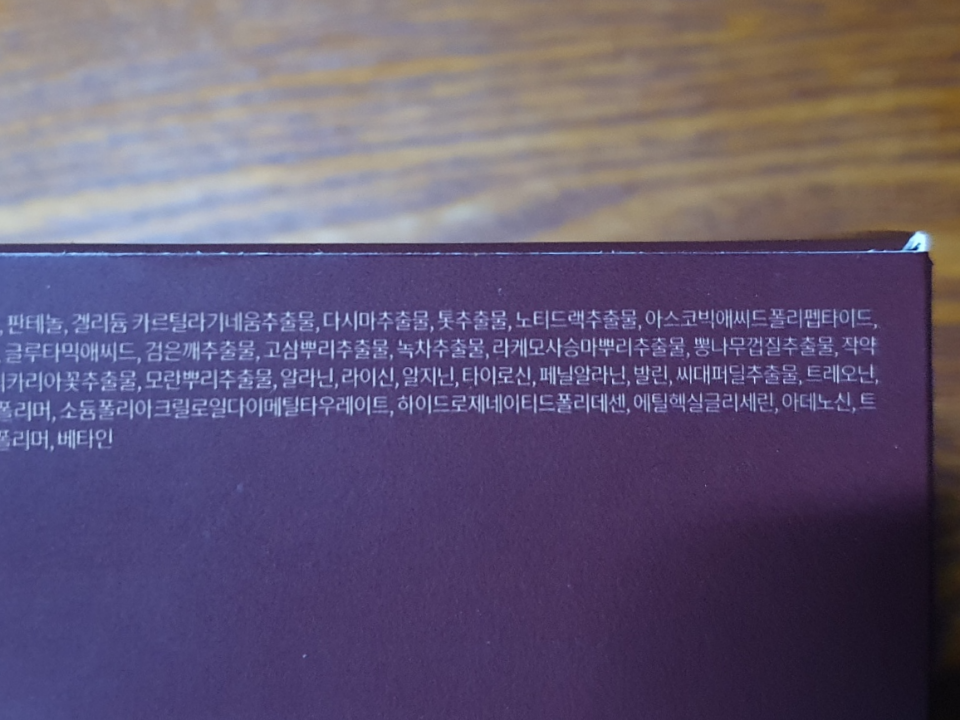 , 판테놀, 겔리듐 카르틸라기네움추출물, 다시마추출물, 톳추출물, 노티드랙추출물, 아스코빅애씨드폴리펩타이드,
글루타믹애씨드, 검은깨추출물, 고삼뿌리추출물, 녹차추출물, 라케모사승마뿌리추출물, 뽕나무껍질추출물, 작약
카리아꽃추출물, 모란뿌리추출물, 알라닌, 라이신, 알지닌, 타이로신, 페닐알라닌, 발린, 씨대퍼딜추출물, 트레오닌,
폴리머, 소듐폴리아크릴로일다이메틸타우레이트, 하이드로제네이티드폴리데센, 에틸헥실글리세린, 아데노신, 트
폴리머, 베타인